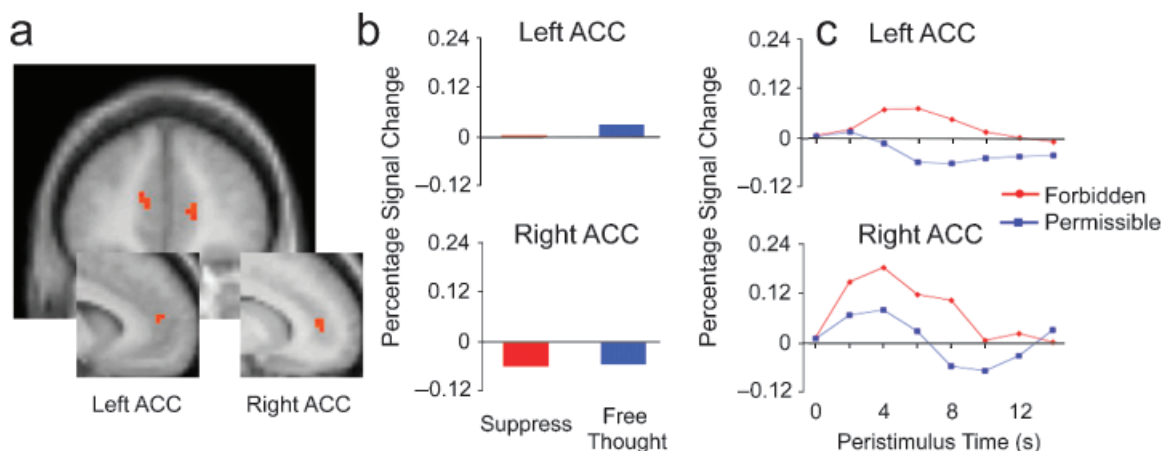 a
Left ACC
Right ACC
b
Left ACC
Percentage Signal Change
0.24
0.12
0
–0.12
Right ACC
0.24
0.12
0
–0.12
Suppress
Free
Thought
c
Left ACC
Percentage Signal Change
0.24
0.12
0
–0.12
Forbidden
Permissible
Right ACC
0.24
0.12
0
–0.12
0
4
8
12
Peristimulus Time (s)